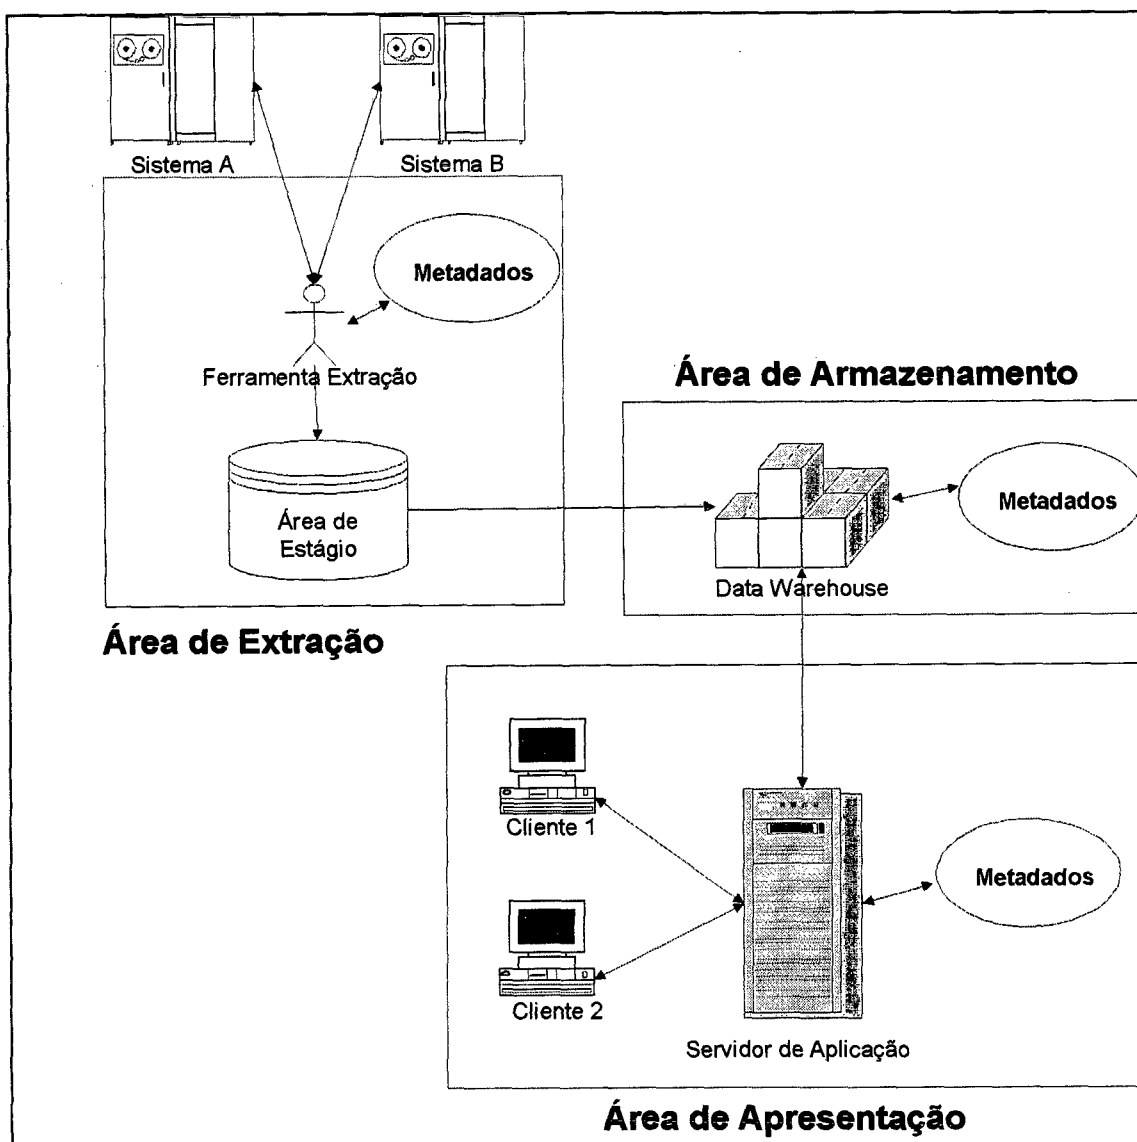 Sistema A
Sistema B
Metadados
Ferramenta Extração
Área de
Estágio
Área de Extração
Área de Armazenamento
Metadados
Data Warehouse
Cliente 1
Cliente 2
Metadados
Servidor de Aplicação
Área de Apresentação